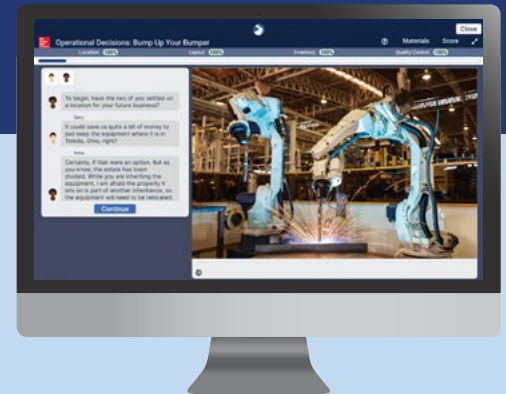 Close
Operational Decisions: Bump Up Your Bumper
Materials Score
Location 100% Layout 100% Inventory 100% Quality Control 100%
To begin, have the two of you settled on
a location for your future business?
Gary
It could save us quite a bit of money to
just keep the equipment where it is in
Toledo, Ohio, right?
Certainly, if that were an option. But as
you know, the estate has been
divided. While you are inheriting the
equipment, I am afraid the property it
sits on is part of another inheritance, so
the equipment will need to be relocated.
Continue